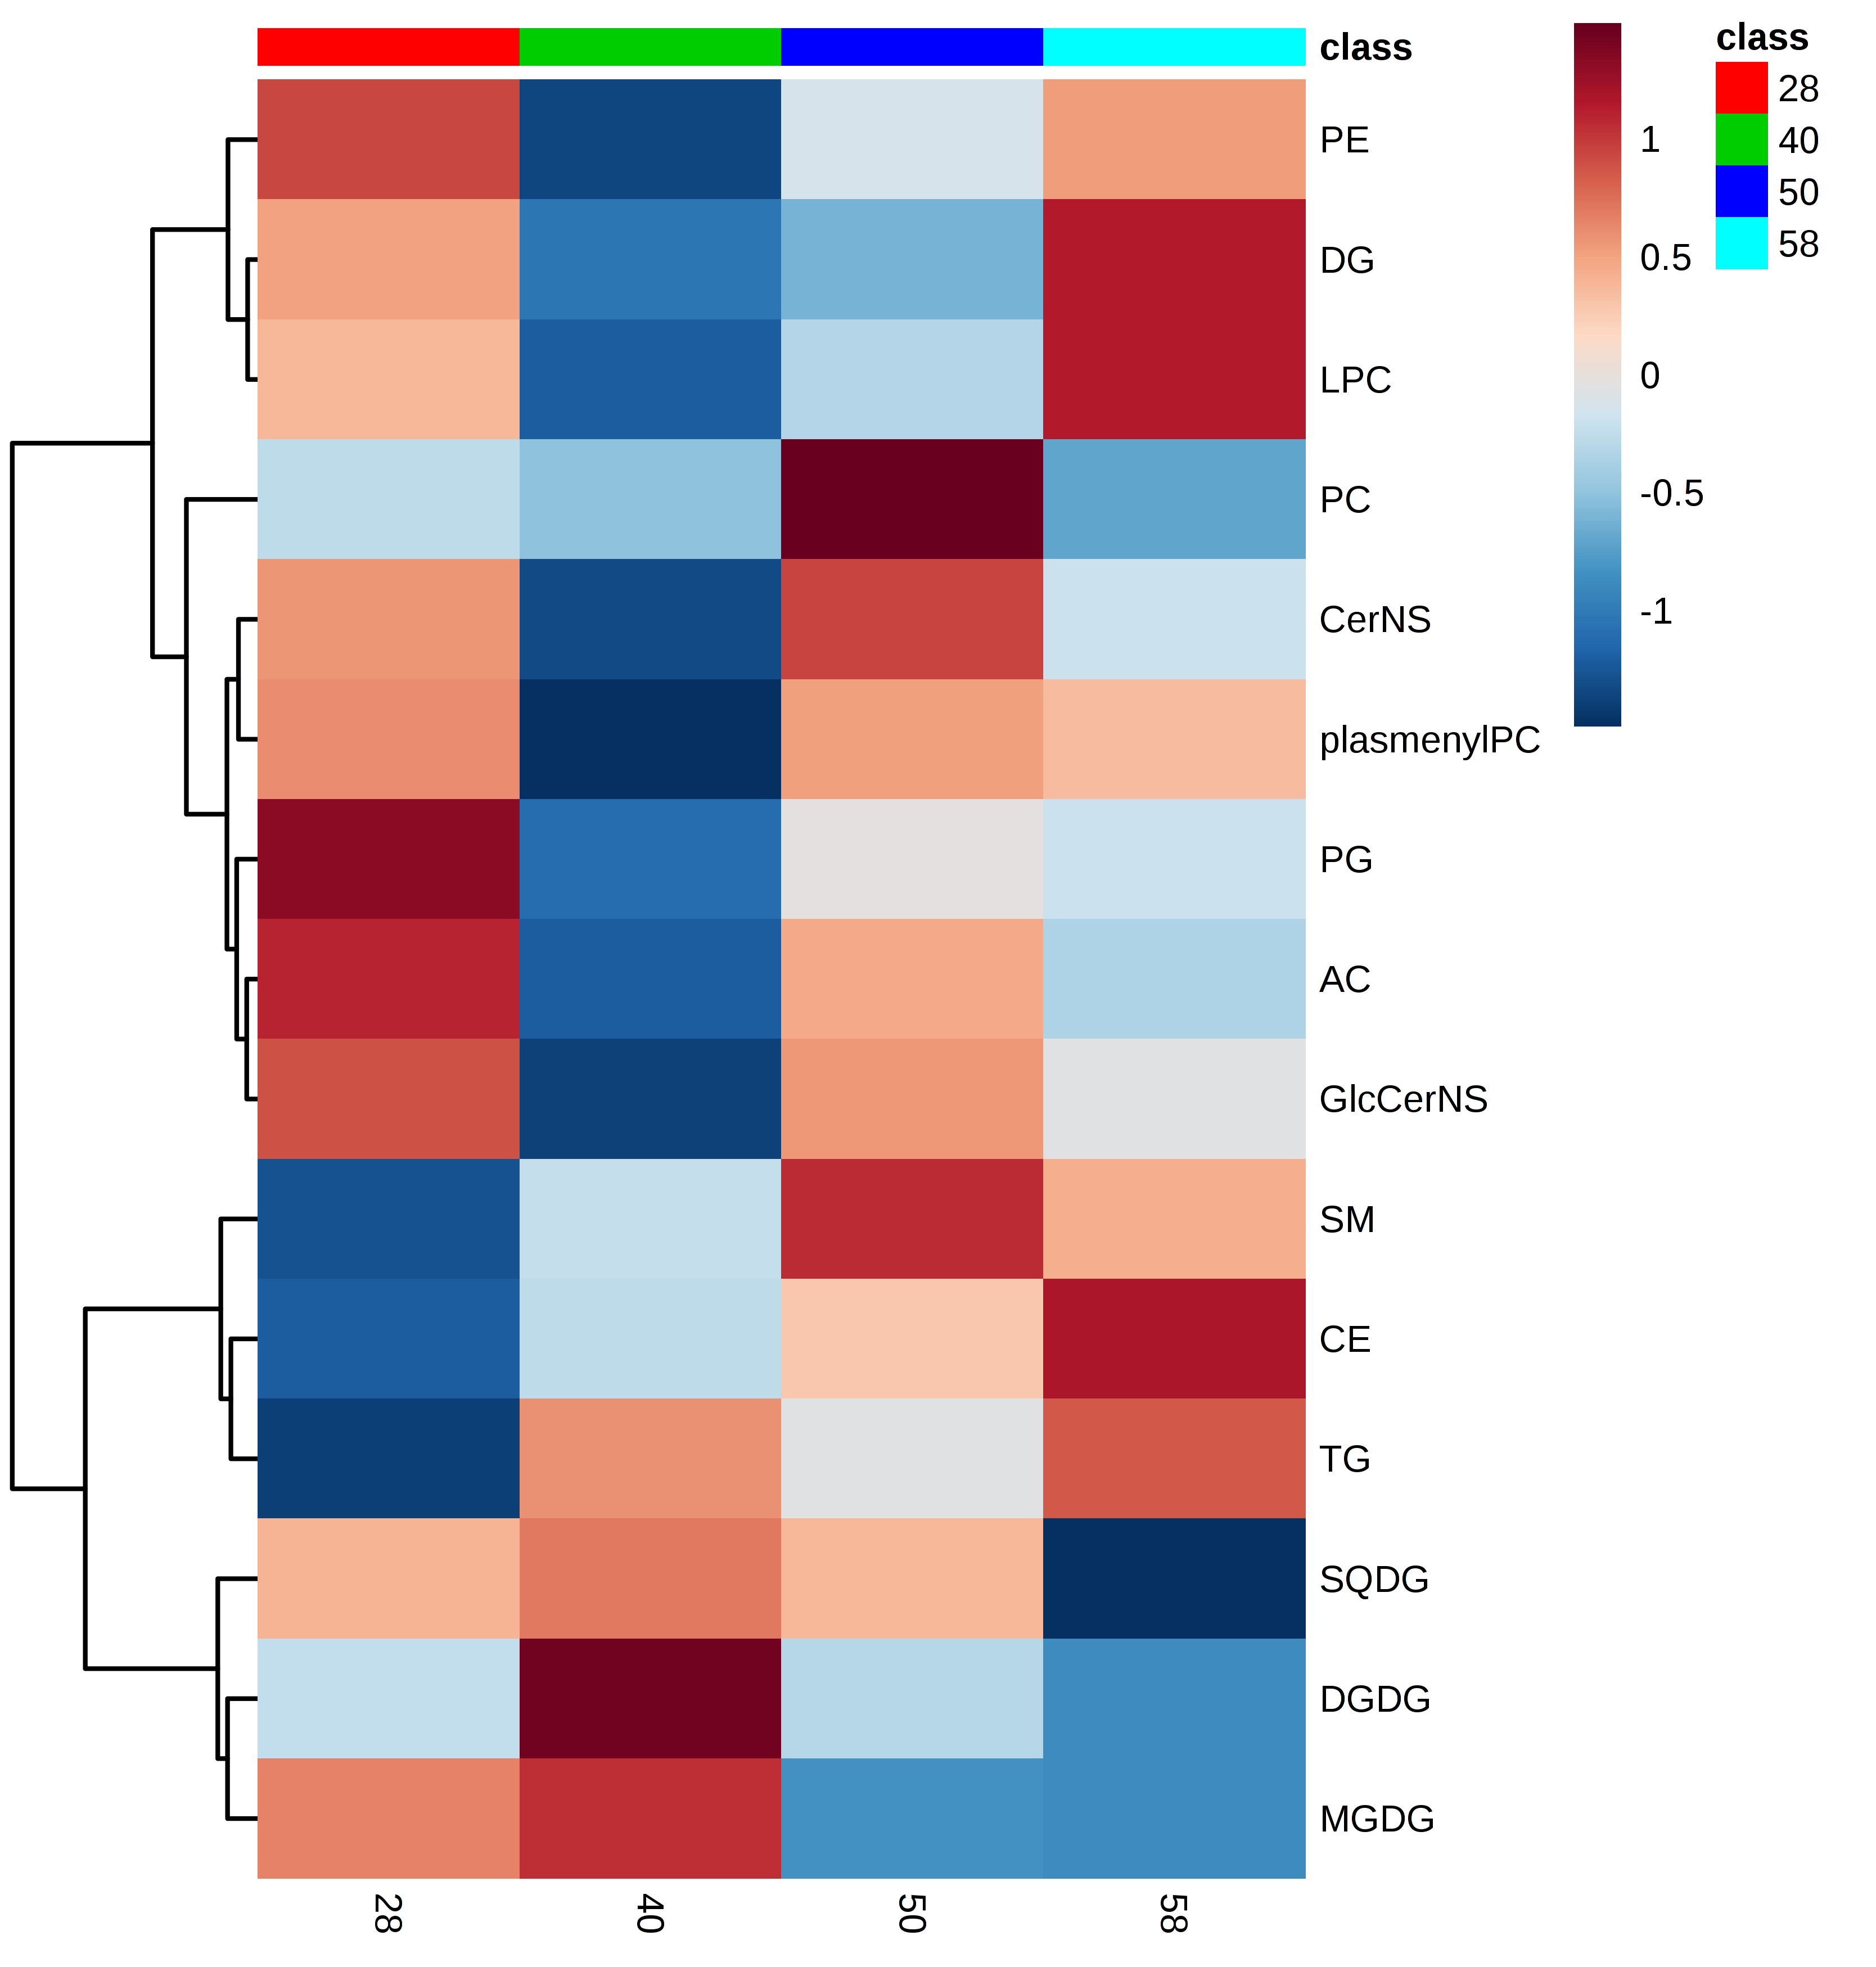 class
PE
DG
LPC
PC
CerNS
plasmenylPC
PG
AC
GlcCerNS
SM
CE
TG
SQDG
DGDG
MGDG
28
40
50
58
1
0.5
0
-0.5
-1
class
28
40
50
58